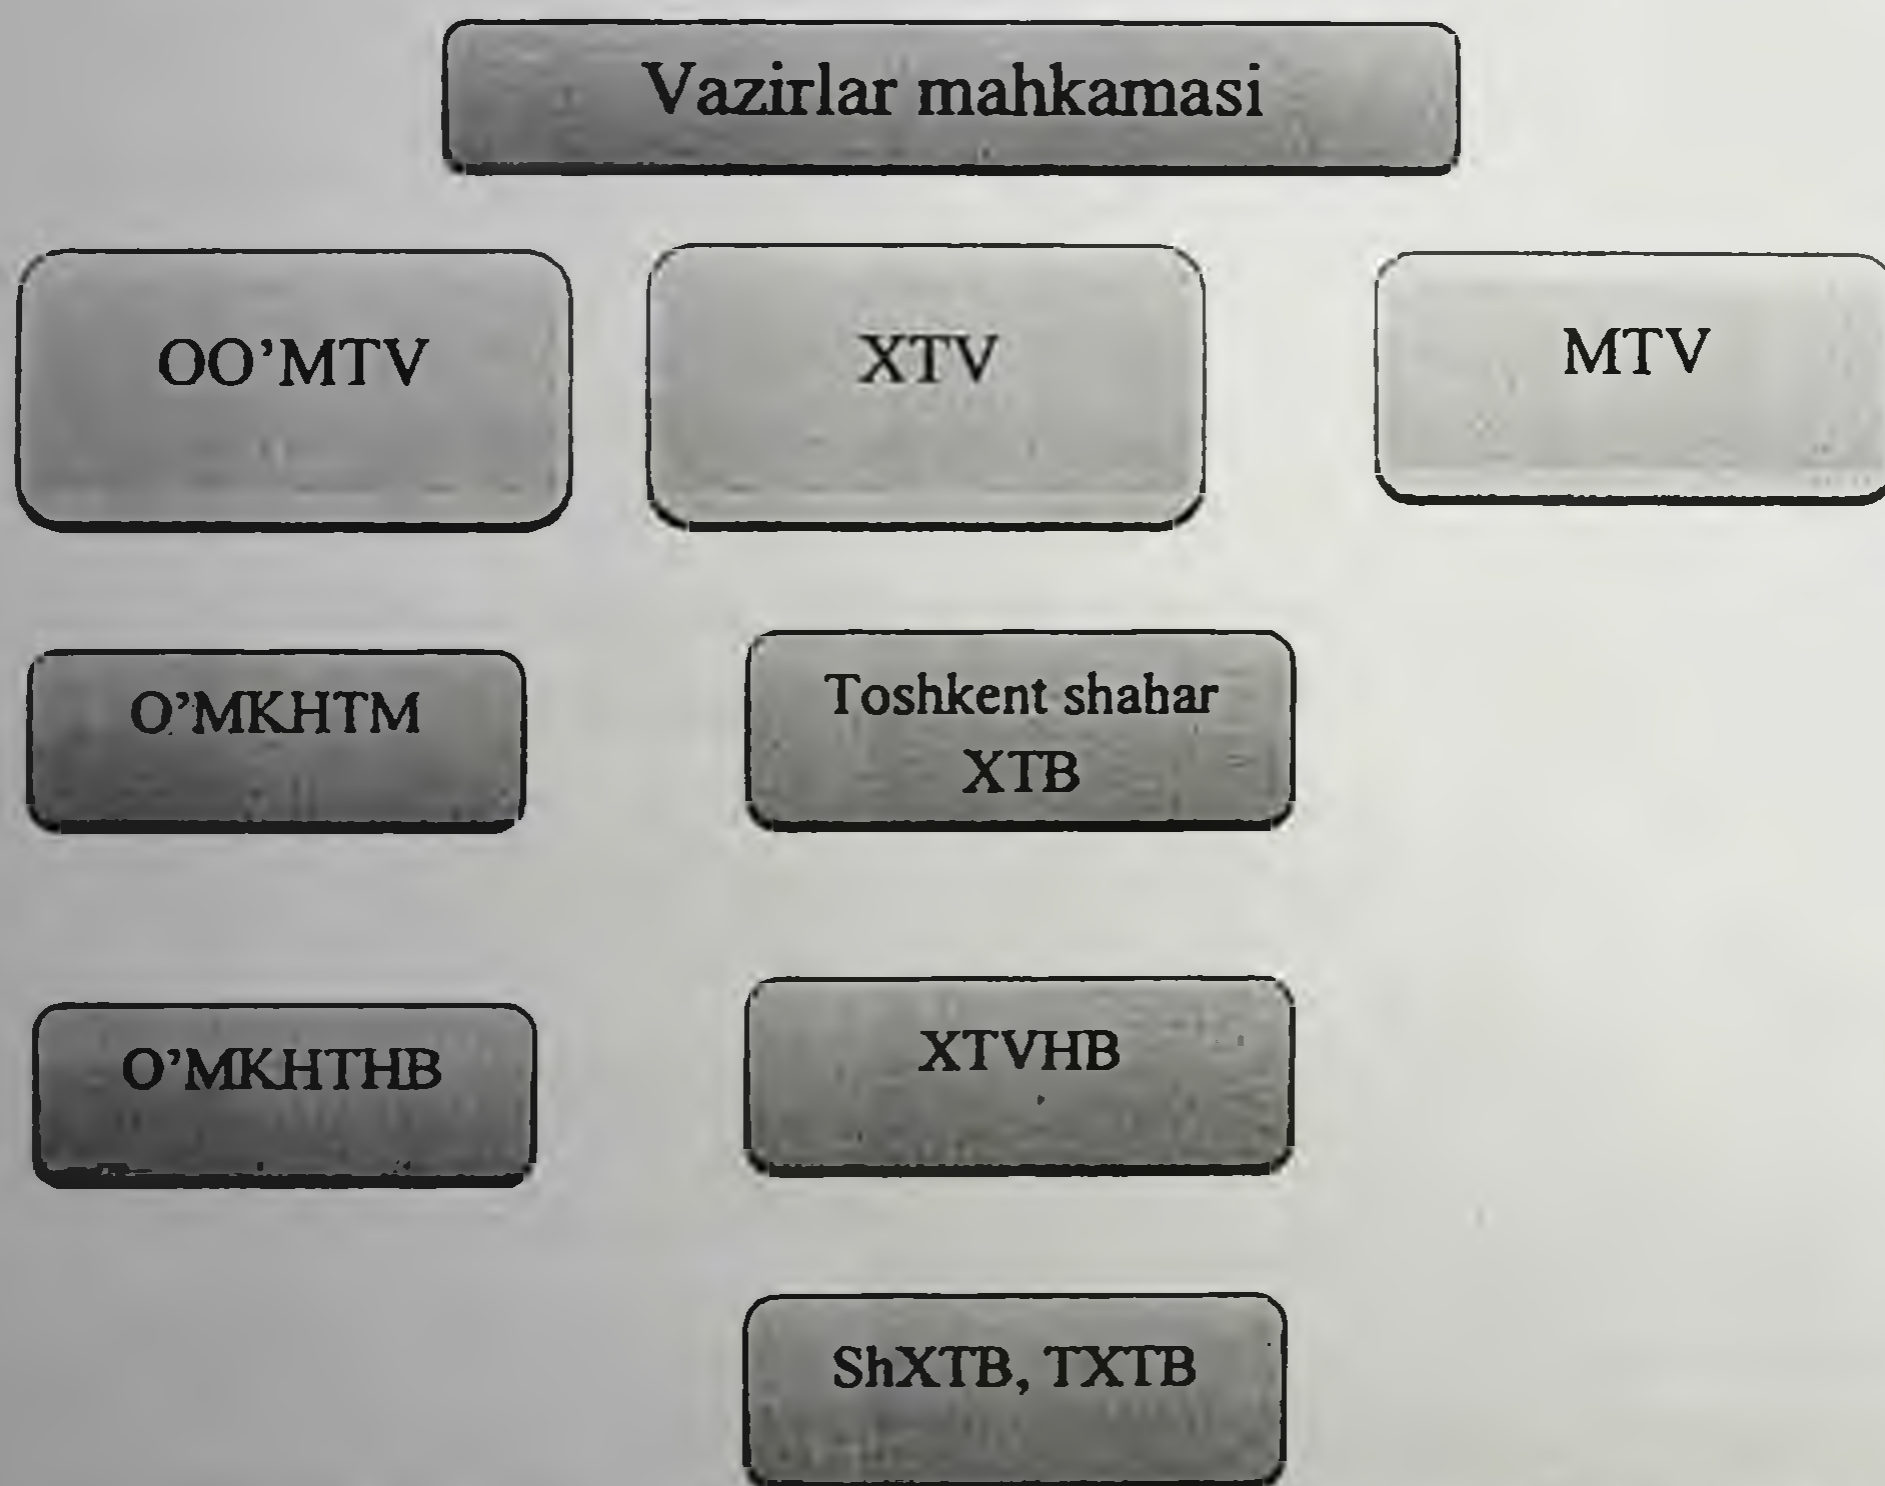 Vazirlar mahkamasi
OO’MTV
XTV
MTV
O’MKHTM
Toshkent shahar
XTB
O’MKHTHB
XTVHB
ShXTB, TXTB